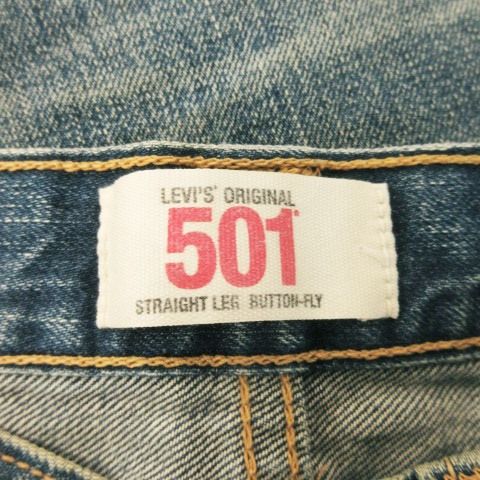 LEVI'S® ORIGINAL
501®
STRAIGHT LEG BUTTON-FLY